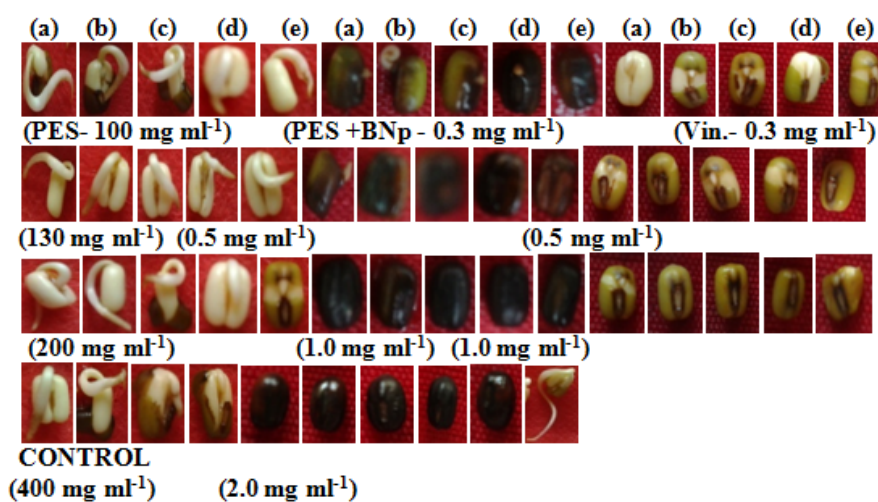 (a) (b) (c) (d) (e) (a) (b) (c) (d) (e) (a) (b) (c) (d) (e)
(PES- 100 mg ml⁻¹) (PES +BNp - 0.3 mg ml⁻¹) (Vin.- 0.3 mg ml⁻¹)
(130 mg ml⁻¹) (0.5 mg ml⁻¹) (0.5 mg ml⁻¹)
(200 mg ml⁻¹) (1.0 mg ml⁻¹) (1.0 mg ml⁻¹)
CONTROL
(400 mg ml⁻¹) (2.0 mg ml⁻¹)